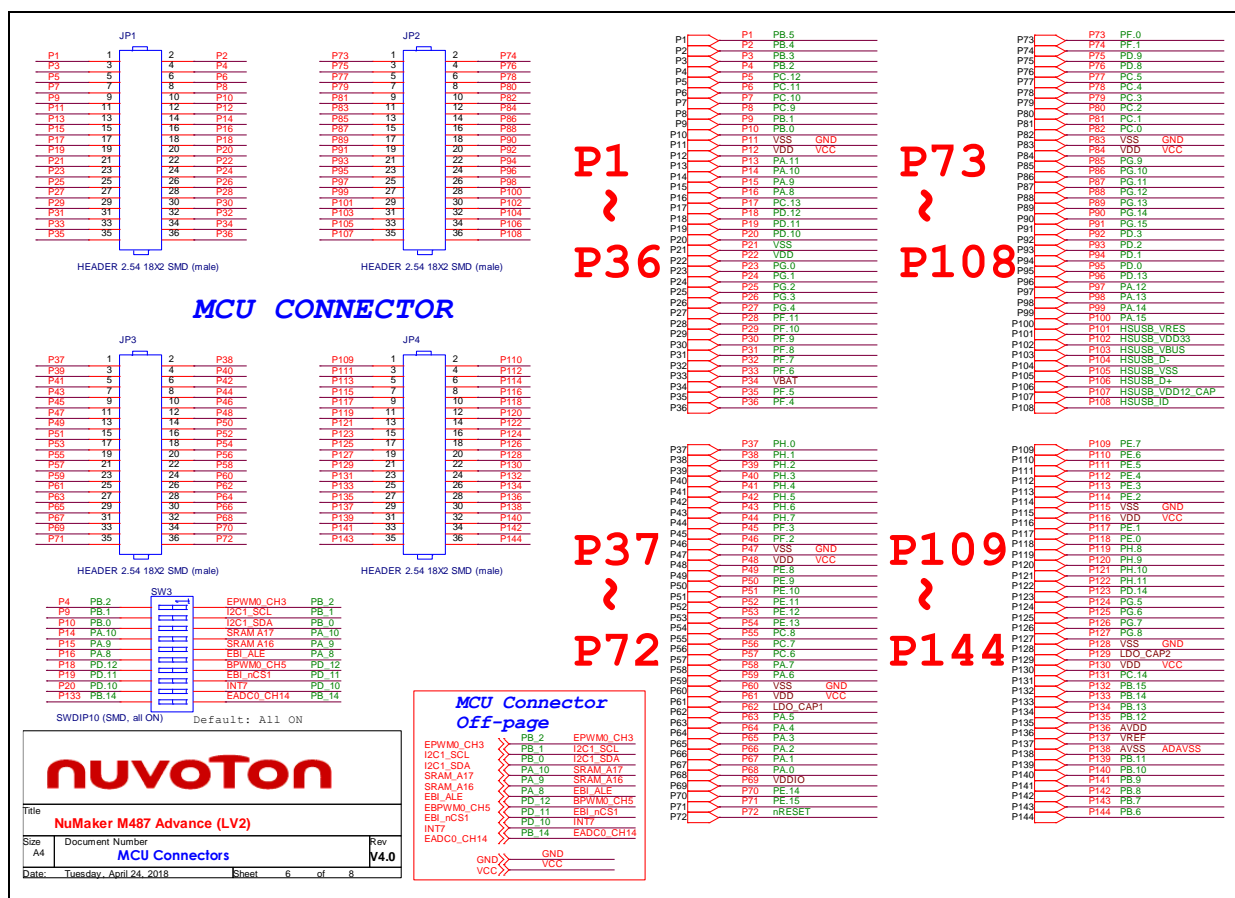 JP1
P1 1 2 P2
P3 3 4 P4
P5 5 6 P6
P7 7 8 P8
P9 9 10 P10
P11 11 12 P12
P13 13 14 P14
P15 15 16 P16
P17 17 18 P18
P19 19 20 P20
P21 21 22 P22
P23 23 24 P24
P25 25 26 P26
P27 27 28 P28
P29 29 30 P30
P31 31 32 P32
P33 33 34 P34
P35 35 36 P36
HEADER 2.54 18X2 SMD (male)
JP2
P73 1 2 P74
P75 3 4 P76
P77 5 6 P78
P79 7 8 P80
P81 9 10 P82
P83 11 12 P84
P85 13 14 P86
P87 15 16 P88
P89 17 18 P90
P91 19 20 P92
P93 21 22 P94
P95 23 24 P96
P97 25 26 P98
P99 27 28 P100
P101 29 30 P102
P103 31 32 P104
P105 33 34 P106
P107 35 36 P108
HEADER 2.54 18X2 SMD (male)
MCU CONNECTOR
JP3
P37 1 2 P38
P39 3 4 P40
P41 5 6 P42
P43 7 8 P44
P45 9 10 P46
P47 11 12 P48
P49 13 14 P50
P51 15 16 P52
P53 17 18 P54
P55 19 20 P56
P57 21 22 P58
P59 23 24 P60
P61 25 26 P62
P63 27 28 P64
P65 29 30 P66
P67 31 32 P68
P69 33 34 P70
P71 35 36 P72
HEADER 2.54 18X2 SMD (male)
JP4
P109 1 2 P110
P111 3 4 P112
P113 5 6 P114
P115 7 8 P116
P117 9 10 P118
P119 11 12 P120
P121 13 14 P122
P123 15 16 P124
P125 17 18 P126
P127 19 20 P128
P129 21 22 P130
P131 23 24 P132
P133 25 26 P134
P135 27 28 P136
P137 29 30 P138
P139 31 32 P140
P141 33 34 P142
P143 35 36 P144
HEADER 2.54 18X2 SMD (male)
SW3
P4 PB.2 EPWM0_CH3 PB_2
P9 PB.1 I2C1_SCL PB_1
P10 PB.0 I2C1_SDA PB_0
P14 PA.10 SRAM A17 PA_10
P15 PA.9 SRAM A16 PA_9
P16 PA.8 EBI_ALE PA_8
P18 PD.12 BPWM0_CH5 PD_12
P19 PD.11 EBI_nCS1 PD_11
P20 PD.10 INT7 PD_10
P133 PB.14 EADC0_CH14 PB_14
SWDIP10 (SMD, all ON) Default: All ON
P1 ~ P36
P1 P1 PB.5
P2 P2 PB.4
P3 P3 PB.3
P4 P4 PB.2
P5 P5 PC.12
P6 P6 PC.11
P7 P7 PC.10
P8 P8 PC.9
P9 P9 PB.1
P10 P10 PB.0
P11 P11 VSS GND
P12 P12 VDD VCC
P13 P13 PA.11
P14 P14 PA.10
P15 P15 PA.9
P16 P16 PA.8
P17 P17 PC.13
P18 P18 PD.12
P19 P19 PD.11
P20 P20 PD.10
P21 P21 VSS
P22 P22 VDD
P23 P23 PG.0
P24 P24 PG.1
P25 P25 PG.2
P26 P26 PG.3
P27 P27 PG.4
P28 P28 PF.11
P29 P29 PF.10
P30 P30 PF.9
P31 P31 PF.8
P32 P32 PF.7
P33 P33 PF.6
P34 P34 VBAT
P35 P35 PF.5
P36 P36 PF.4
P73 ~ P108
P73 P73 PF.0
P74 P74 PF.1
P75 P75 PD.9
P76 P76 PD.8
P77 P77 PC.5
P78 P78 PC.4
P79 P79 PC.3
P80 P80 PC.2
P81 P81 PC.1
P82 P82 PC.0
P83 P83 VSS GND
P84 P84 VDD VCC
P85 P85 PG.9
P86 P86 PG.10
P87 P87 PG.11
P88 P88 PG.12
P89 P89 PG.13
P90 P90 PG.14
P91 P91 PG.15
P92 P92 PD.3
P93 P93 PD.2
P94 P94 PD.1
P95 P95 PD.0
P96 P96 PD.13
P97 P97 PA.12
P98 P98 PA.13
P99 P99 PA.14
P100 P100 PA.15
P101 P101 HSUSB_VRES
P102 P102 HSUSB_VDD33
P103 P103 HSUSB_VBUS
P104 P104 HSUSB_D-
P105 P105 HSUSB_VSS
P106 P106 HSUSB_D+
P107 P107 HSUSB_VDD12_CAP
P108 P108 HSUSB_ID
P37 ~ P72
P37 P37 PH.0
P38 P38 PH.1
P39 P39 PH.2
P40 P40 PH.3
P41 P41 PH.4
P42 P42 PH.5
P43 P43 PH.6
P44 P44 PH.7
P45 P45 PF.3
P46 P46 PF.2
P47 P47 VSS GND
P48 P48 VDD VCC
P49 P49 PE.8
P50 P50 PE.9
P51 P51 PE.10
P52 P52 PE.11
P53 P53 PE.12
P54 P54 PE.13
P55 P55 PC.8
P56 P56 PC.7
P57 P57 PC.6
P58 P58 PA.7
P59 P59 PA.6
P60 P60 VSS GND
P61 P61 VDD VCC
P62 P62 LDO_CAP1
P63 P63 PA.5
P64 P64 PA.4
P65 P65 PA.3
P66 P66 PA.2
P67 P67 PA.1
P68 P68 PA.0
P69 P69 VDDIO
P70 P70 PE.14
P71 P71 PE.15
P72 P72 nRESET
P109 ~ P144
P109 P109 PE.7
P110 P110 PE.6
P111 P111 PE.5
P112 P112 PE.4
P113 P113 PE.3
P114 P114 PE.2
P115 P115 VSS GND
P116 P116 VDD VCC
P117 P117 PE.1
P118 P118 PE.0
P119 P119 PH.8
P120 P120 PH.9
P121 P121 PH.10
P122 P122 PH.11
P123 P123 PD.14
P124 P124 PG.5
P125 P125 PG.6
P126 P126 PG.7
P127 P127 PG.8
P128 P128 VSS GND
P129 P129 LDO_CAP2
P130 P130 VDD VCC
P131 P131 PC.14
P132 P132 PB.15
P133 P133 PB.14
P134 P134 PB.13
P135 P135 PB.12
P136 P136 AVDD
P137 P137 VREF
P138 P138 AVSS ADAVSS
P139 P139 PB.11
P140 P140 PB.10
P141 P141 PB.9
P142 P142 PB.8
P143 P143 PB.7
P144 P144 PB.6
MCU Connector
Off-page
EPWM0_CH3 PB_2 EPWM0_CH3
I2C1_SCL PB_1 I2C1_SCL
I2C1_SDA PB_0 I2C1_SDA
SRAM_A17 PA_10 SRAM_A17
SRAM_A16 PA_9 SRAM_A16
EBI_ALE PA_8 EBI_ALE
EBPWM0_CH5 PD_12 BPWM0_CH5
EBI_nCS1 PD_11 EBI_nCS1
INT7 PD_10 INT7
EADC0_CH14 PB_14 EADC0_CH14
GND GND
VCC VCC
nuvoTon
Title
NuMaker M487 Advance (LV2)
Size Document Number Rev
A4 MCU Connectors V4.0
Date: Tuesday, April 24, 2018 Sheet 6 of 8